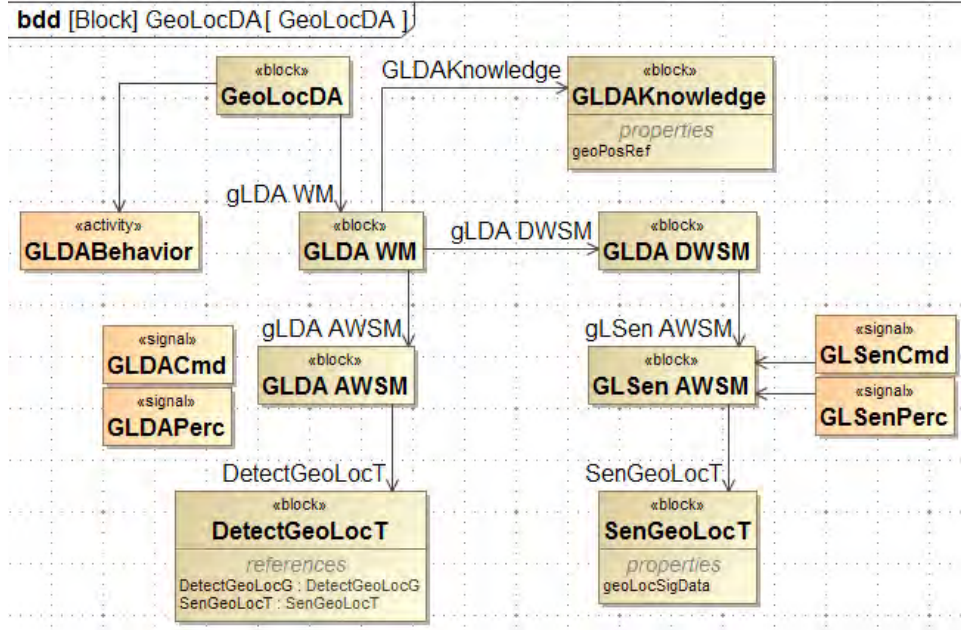 bdd [Block] GeoLocDA[ GeoLocDA ]
«block»
GeoLocDA
GLDAKnowledge
«block»
GLDAKnowledge
properties
geoPosRef
gLDA WM
«activity»
GLDABehavior
«block»
GLDA WM
gLDA DWSM
«block»
GLDA DWSM
«signal»
GLDACmd
«signal»
GLDAPerc
gLDA AWSM
«block»
GLDA AWSM
gLSen AWSM
«block»
GLSen AWSM
«signal»
GLSenCmd
«signal»
GLSenPerc
DetectGeoLocT
«block»
DetectGeoLocT
references
DetectGeoLocG : DetectGeoLocG
SenGeoLocT : SenGeoLocT
SenGeoLocT
«block»
SenGeoLocT
properties
geoLocSigData